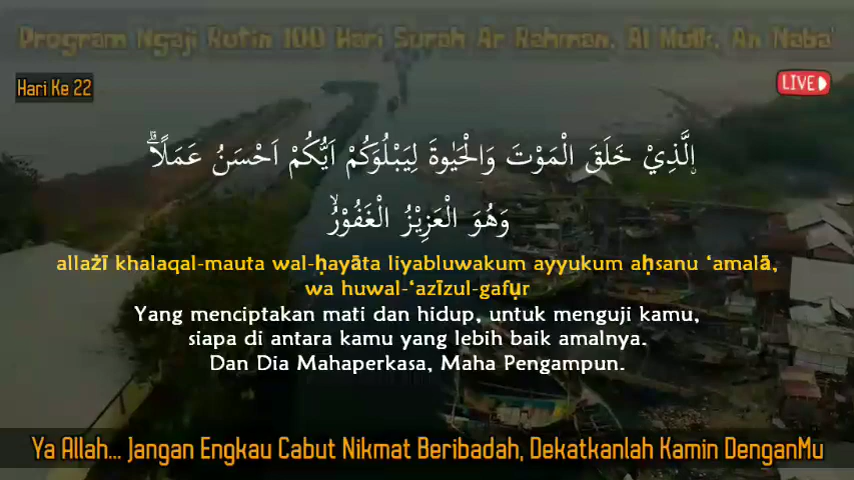 Program Ngaji Rutin 100 Hari Surah Ar Rahman, Al Mulk, An Naba'
Hari Ke 22
LIVE
ۨالَّذِيْ خَلَقَ الْمَوْتَ وَالْحَيٰوةَ لِيَبْلُوَكُمْ اَيُّكُمْ اَحْسَنُ عَمَلًاۗ
وَهُوَ الْعَزِيْزُ الْغَفُوْرُۙ
allażī khalaqal-mauta wal-ḥayāta liyabluwakum ayyukum aḥsanu ‘amalā,
wa huwal-‘azīzul-gafụr
Yang menciptakan mati dan hidup, untuk menguji kamu,
siapa di antara kamu yang lebih baik amalnya.
Dan Dia Mahaperkasa, Maha Pengampun.
Ya Allah... Jangan Engkau Cabut Nikmat Beribadah, Dekatkanlah Kamin DenganMu